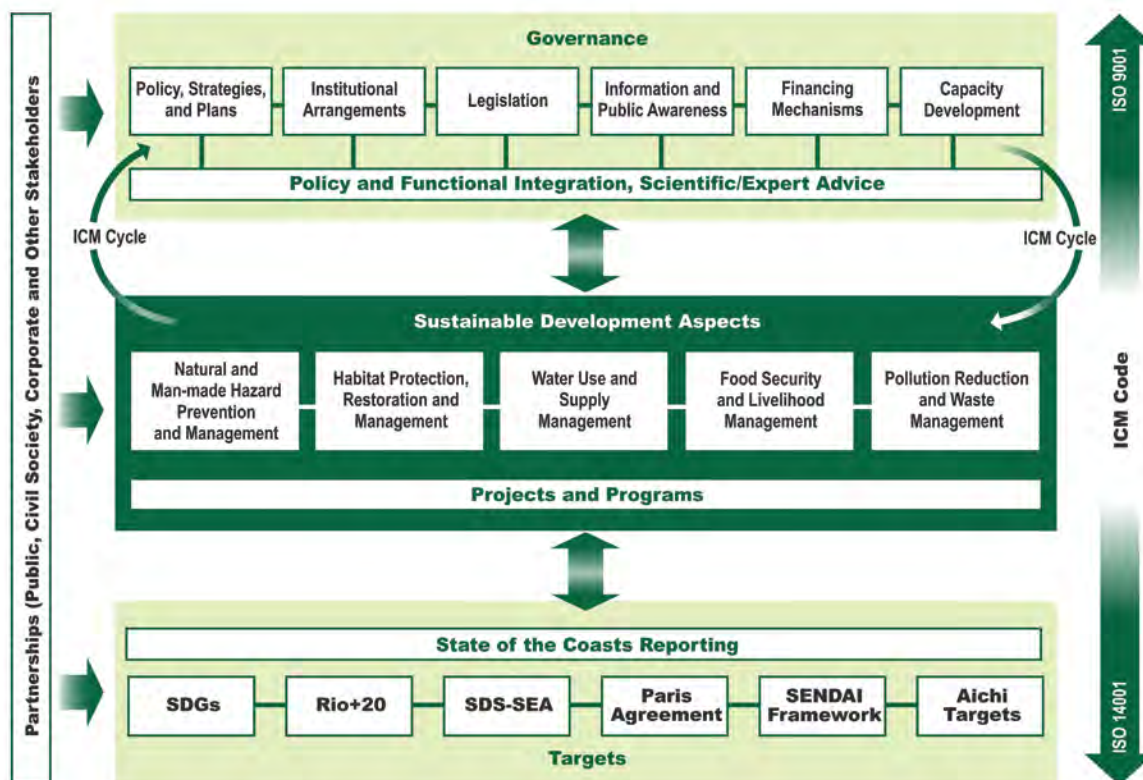 Partnerships (Public, Civil Society, Corporate and Other Stakeholders
Governance
Policy, Strategies,
and Plans
Institutional
Arrangements
Legislation
Information and
Public Awareness
Financing
Mechanisms
Capacity
Development
Policy and Functional Integration, Scientific/Expert Advice
ICM Cycle
ICM Cycle
Sustainable Development Aspects
Natural and
Man-made Hazard
Prevention
and Management
Habitat Protection,
Restoration and
Management
Water Use and
Supply
Management
Food Security
and Livelihood
Management
Pollution Reduction
and Waste
Management
Projects and Programs
State of the Coasts Reporting
SDGs
Rio+20
SDS-SEA
Paris
Agreement
SENDAI
Framework
Aichi
Targets
Targets
ISO 9001
ICM Code
ISO 14001